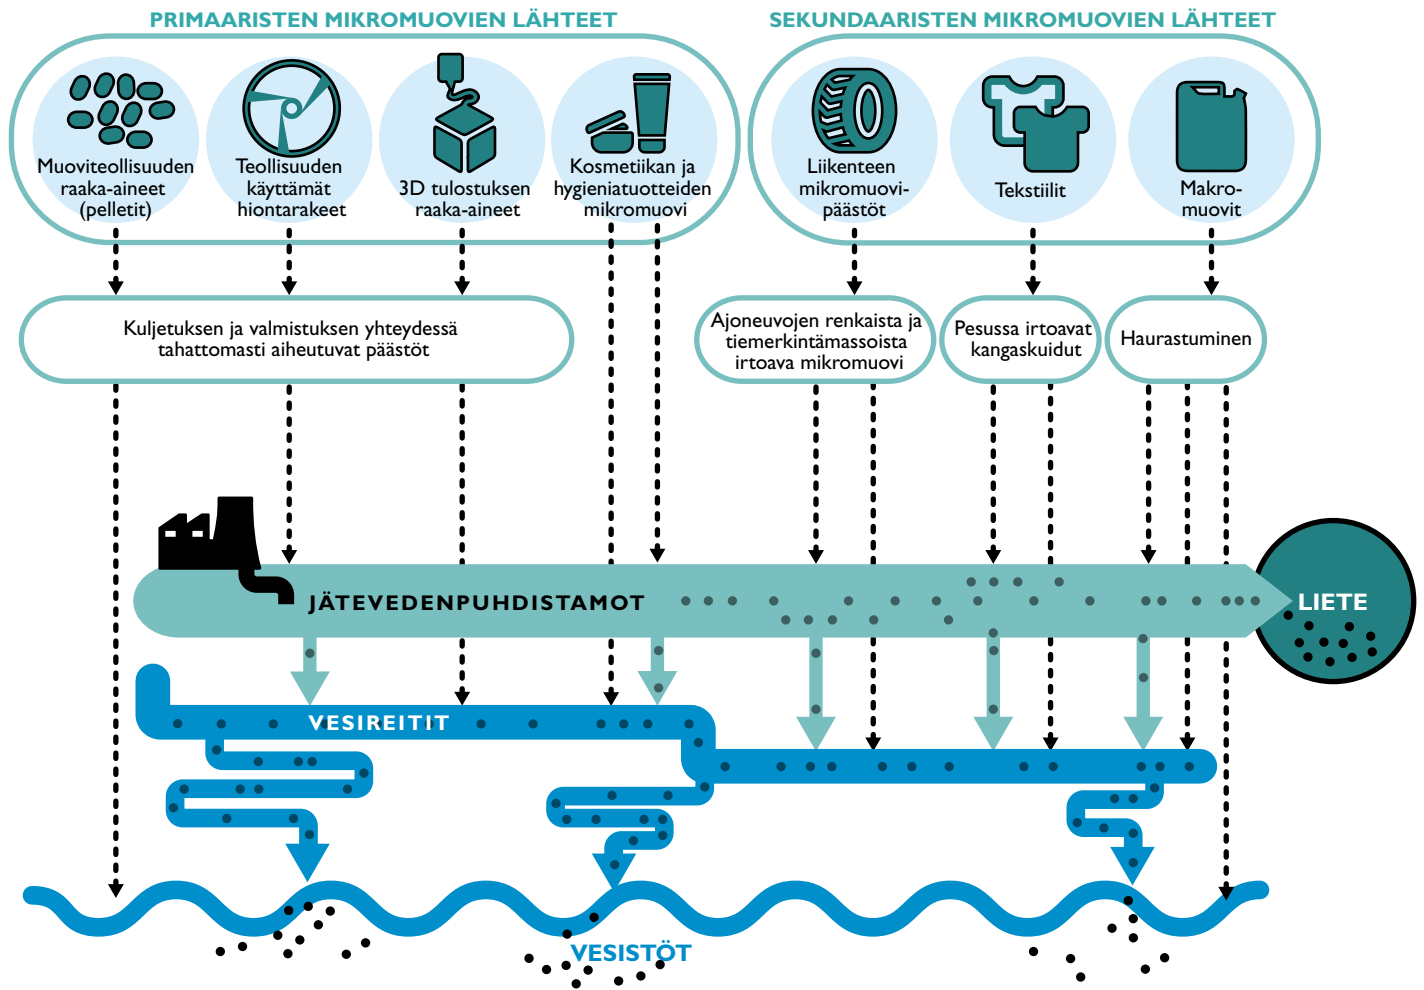 PRIMAARISTEN MIKROMUOVIEN LÄHTEET
SEKUNDAARISTEN MIKROMUOVIEN LÄHTEET
Muoviteollisuuden
raaka-aineet
(pelletit)
Teollisuuden
käyttämät
hiontarakeet
3D tulostuksen
raaka-aineet
Kosmetiikan ja
hygieniatuotteiden
mikromuovi
Liikenteen
mikromuovi-
päästöt
Tekstiilit
Makro-
muovit
Kuljetuksen ja valmistuksen yhteydessä
tahattomasti aiheutuvat päästöt
Ajoneuvojen renkaista ja
tiemerkintämassoista
irtoava mikromuovi
Pesussa irtoavat
kangaskuidut
Haurastuminen
JÄTEVEDENPUHDISTAMOT
LIETE
VESIREITIT
VESISTÖT